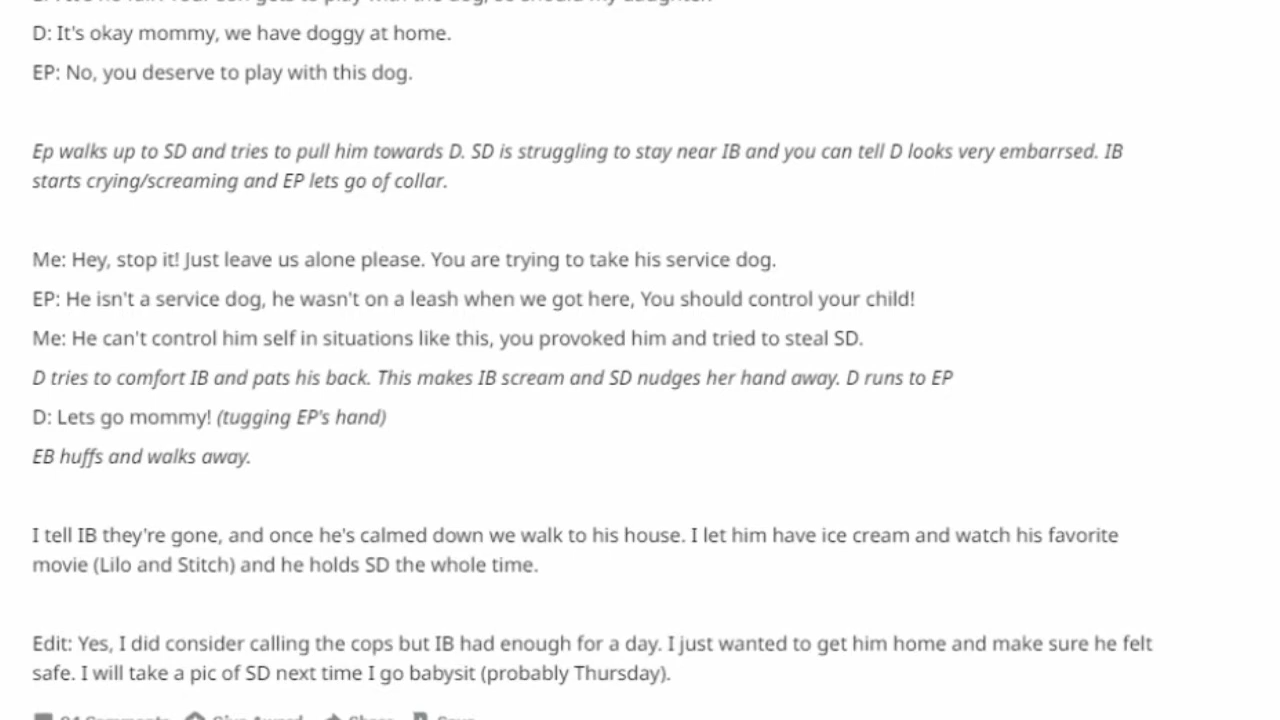 D: It's okay mommy, we have doggy at home.
EP: No, you deserve to play with this dog.
Ep walks up to SD and tries to pull him towards D. SD is struggling to stay near IB and you can tell D looks very embarrsed. IB
starts crying/screaming and EP lets go of collar.
Me: Hey, stop it! Just leave us alone please. You are trying to take his service dog.
EP: He isn't a service dog, he wasn't on a leash when we got here, You should control your child!
Me: He can't control him self in situations like this, you provoked him and tried to steal SD.
D tries to comfort IB and pats his back. This makes IB scream and SD nudges her hand away. D runs to EP
D: Lets go mommy! (tugging EP's hand)
EB huffs and walks away.
I tell IB they're gone, and once he's calmed down we walk to his house. I let him have ice cream and watch his favorite
movie (Lilo and Stitch) and he holds SD the whole time.
Edit: Yes, I did consider calling the cops but IB had enough for a day. I just wanted to get him home and make sure he felt
safe. I will take a pic of SD next time I go babysit (probably Thursday).